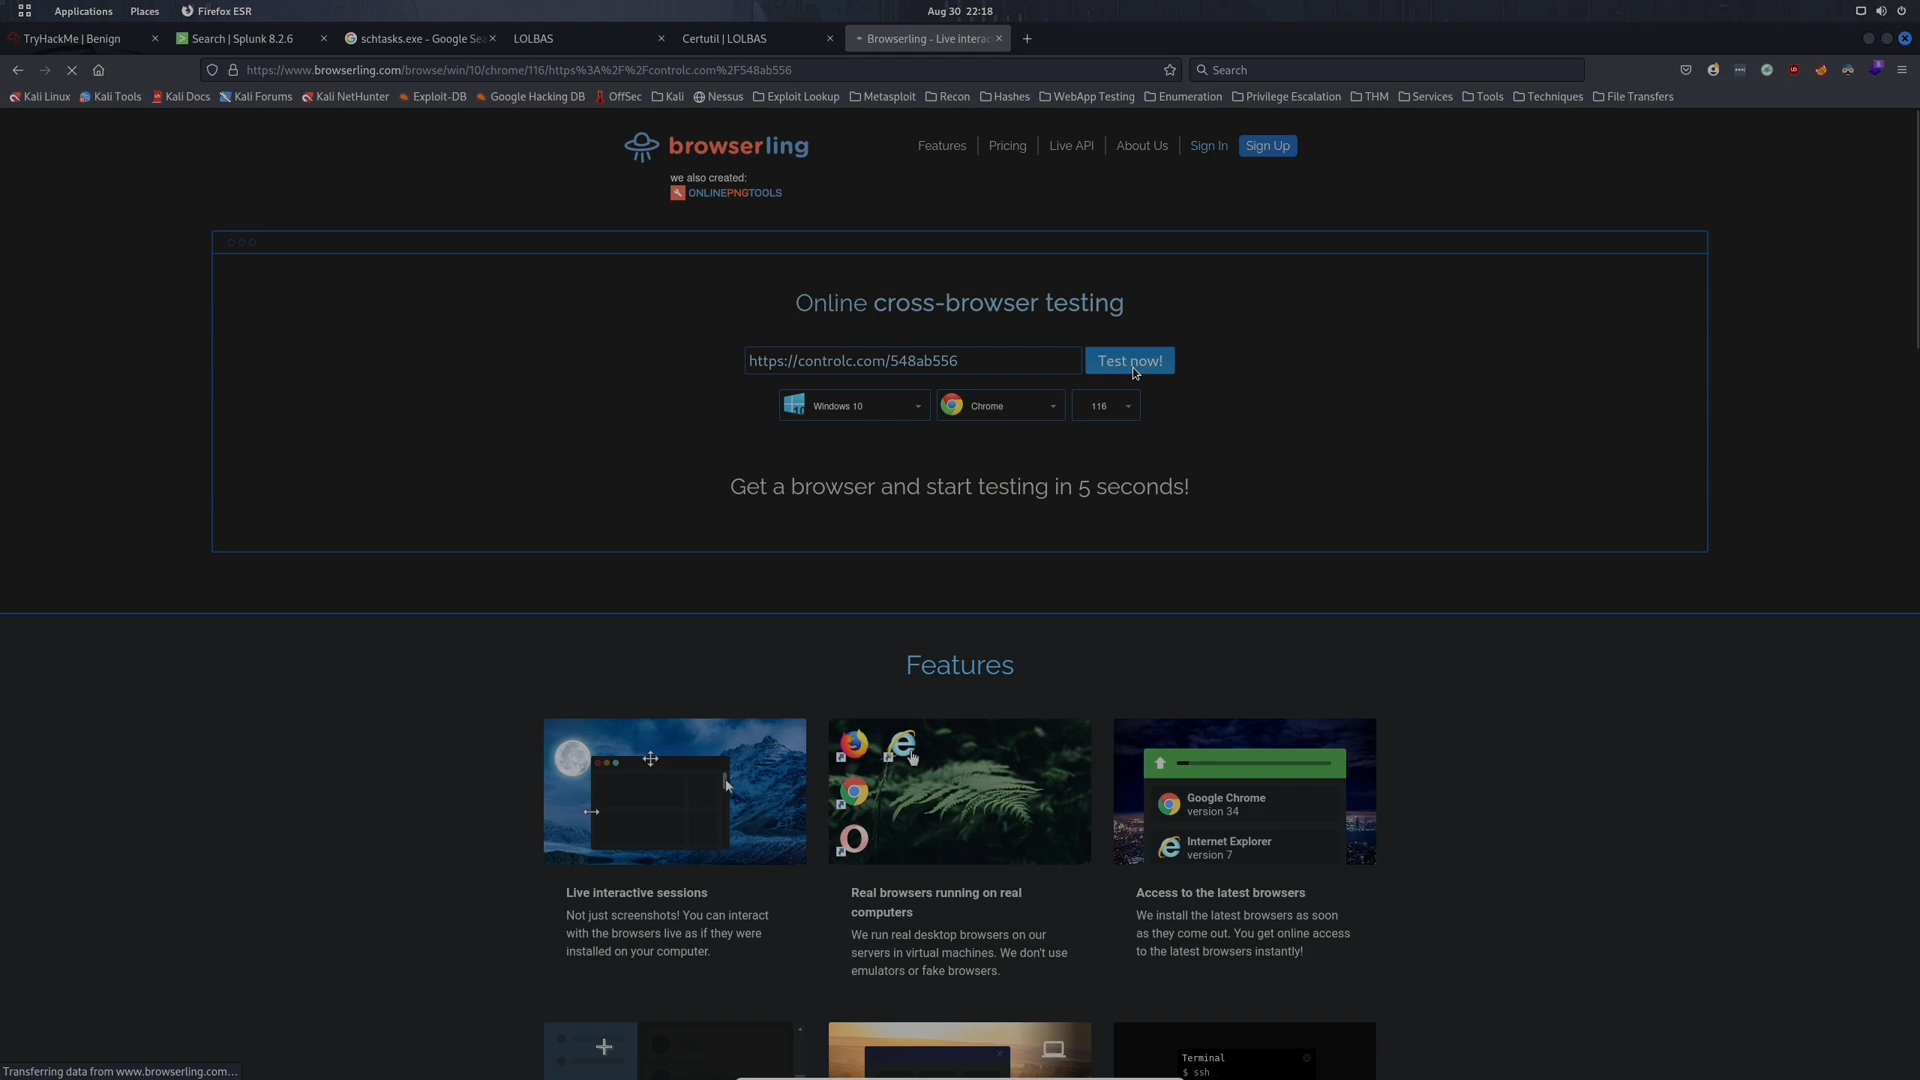 Applications
Places
Firefox ESR
Aug 30 22:18
TryHackMe | Benign
Search | Splunk 8.2.6
schtasks.exe - Google Sea
LOLBAS
Certutil | LOLBAS
Browserling - Live interac
https://www.browserling.com/browse/win/10/chrome/116/https%3A%2F%2Fcontrolc.com%2F548ab556
Search
Kali Linux
Kali Tools
Kali Docs
Kali Forums
Kali NetHunter
Exploit-DB
Google Hacking DB
OffSec
Kali
Nessus
Exploit Lookup
Metasploit
Recon
Hashes
WebApp Testing
Enumeration
Privilege Escalation
THM
Services
Tools
Techniques
File Transfers
browserling
we also created:
ONLINEPNGTOOLS
Features
Pricing
Live API
About Us
Sign In
Sign Up
Online cross-browser testing
https://controlc.com/548ab556
Test now!
Windows 10
Chrome
116
Get a browser and start testing in 5 seconds!
Features
Google Chrome
version 34
Internet Explorer
version 7
Live interactive sessions
Not just screenshots! You can interact
with the browsers live as if they were
installed on your computer.
Real browsers running on real
computers
We run real desktop browsers on our
servers in virtual machines. We don't use
emulators or fake browsers.
Access to the latest browsers
We install the latest browsers as soon
as they come out. You get online access
to the latest browsers instantly!
Terminal
$ ssh
Transferring data from www.browserling.com...